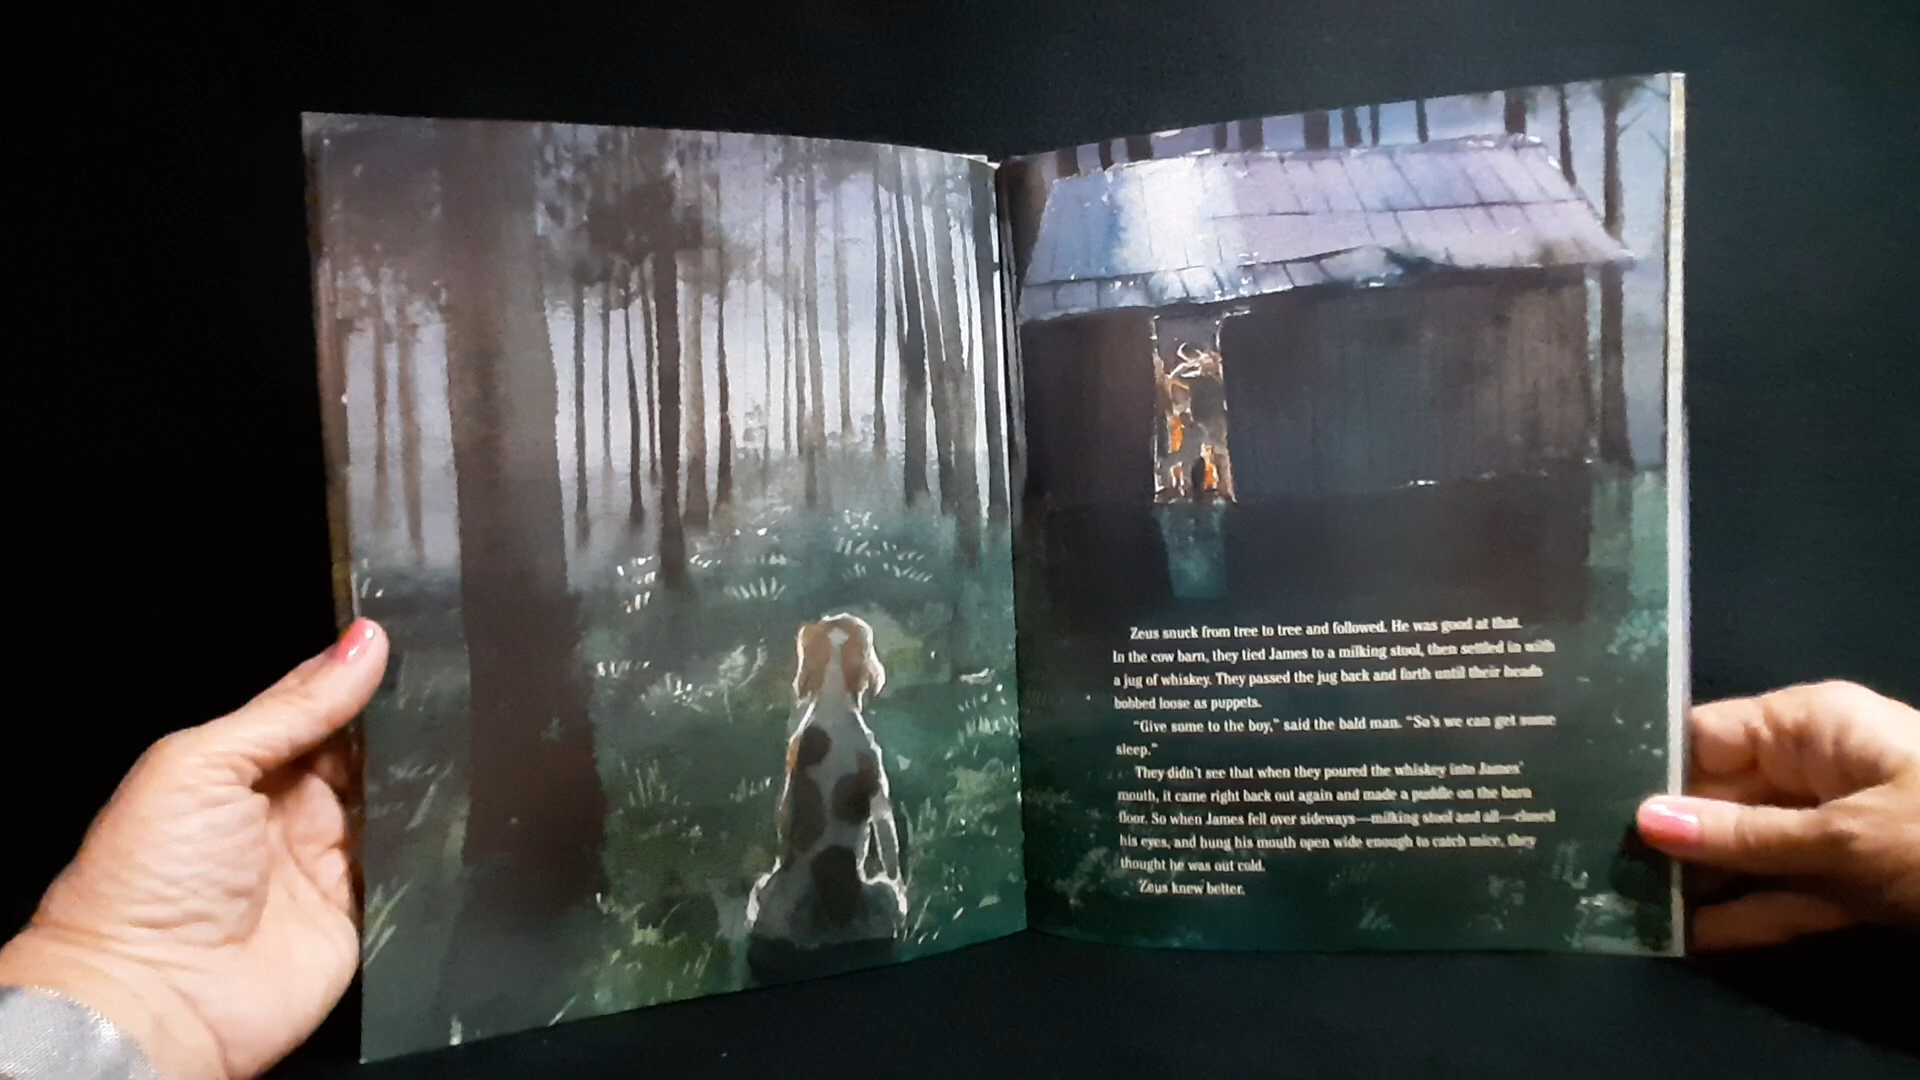 Zeus snuck from tree to tree and followed. He was good at that.
In the cow barn, they tied James to a milking stool, then settled in with
a jug of whiskey. They passed the jug back and forth until their heads
bobbed loose as puppets.
"Give some to the boy," said the bald man. "So's we can get some
sleep."
They didn't see that when they poured the whiskey into James'
mouth, it came right back out again and made a puddle on the barn
floor. So when James fell over sideways—milking stool and all—closed
his eyes, and hung his mouth open wide enough to catch mice, they
thought he was out cold.
Zeus knew better.